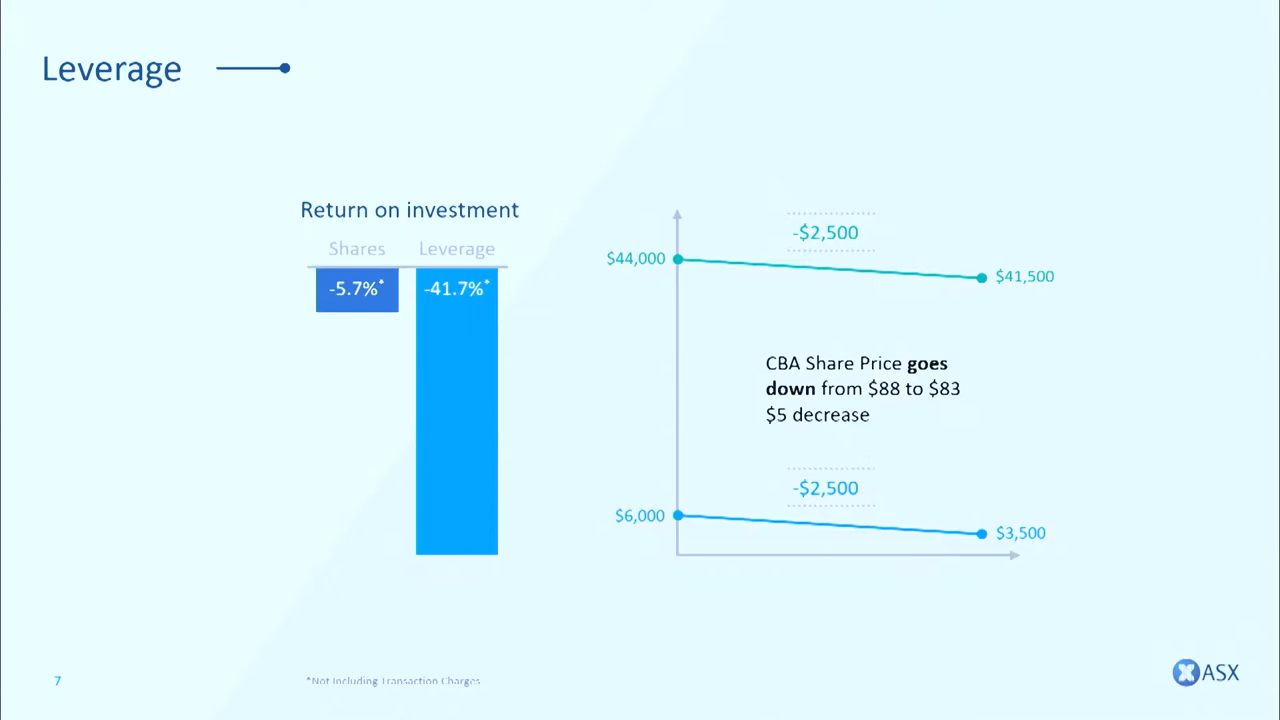 Leverage
Return on investment
Shares Leverage
-5.7%* -41.7%*
$44,000
-$2,500
$41,500
CBA Share Price goes
down from $88 to $83
$5 decrease
-$2,500
$6,000
$3,500
7
*Not Including Transaction Charges
ASX